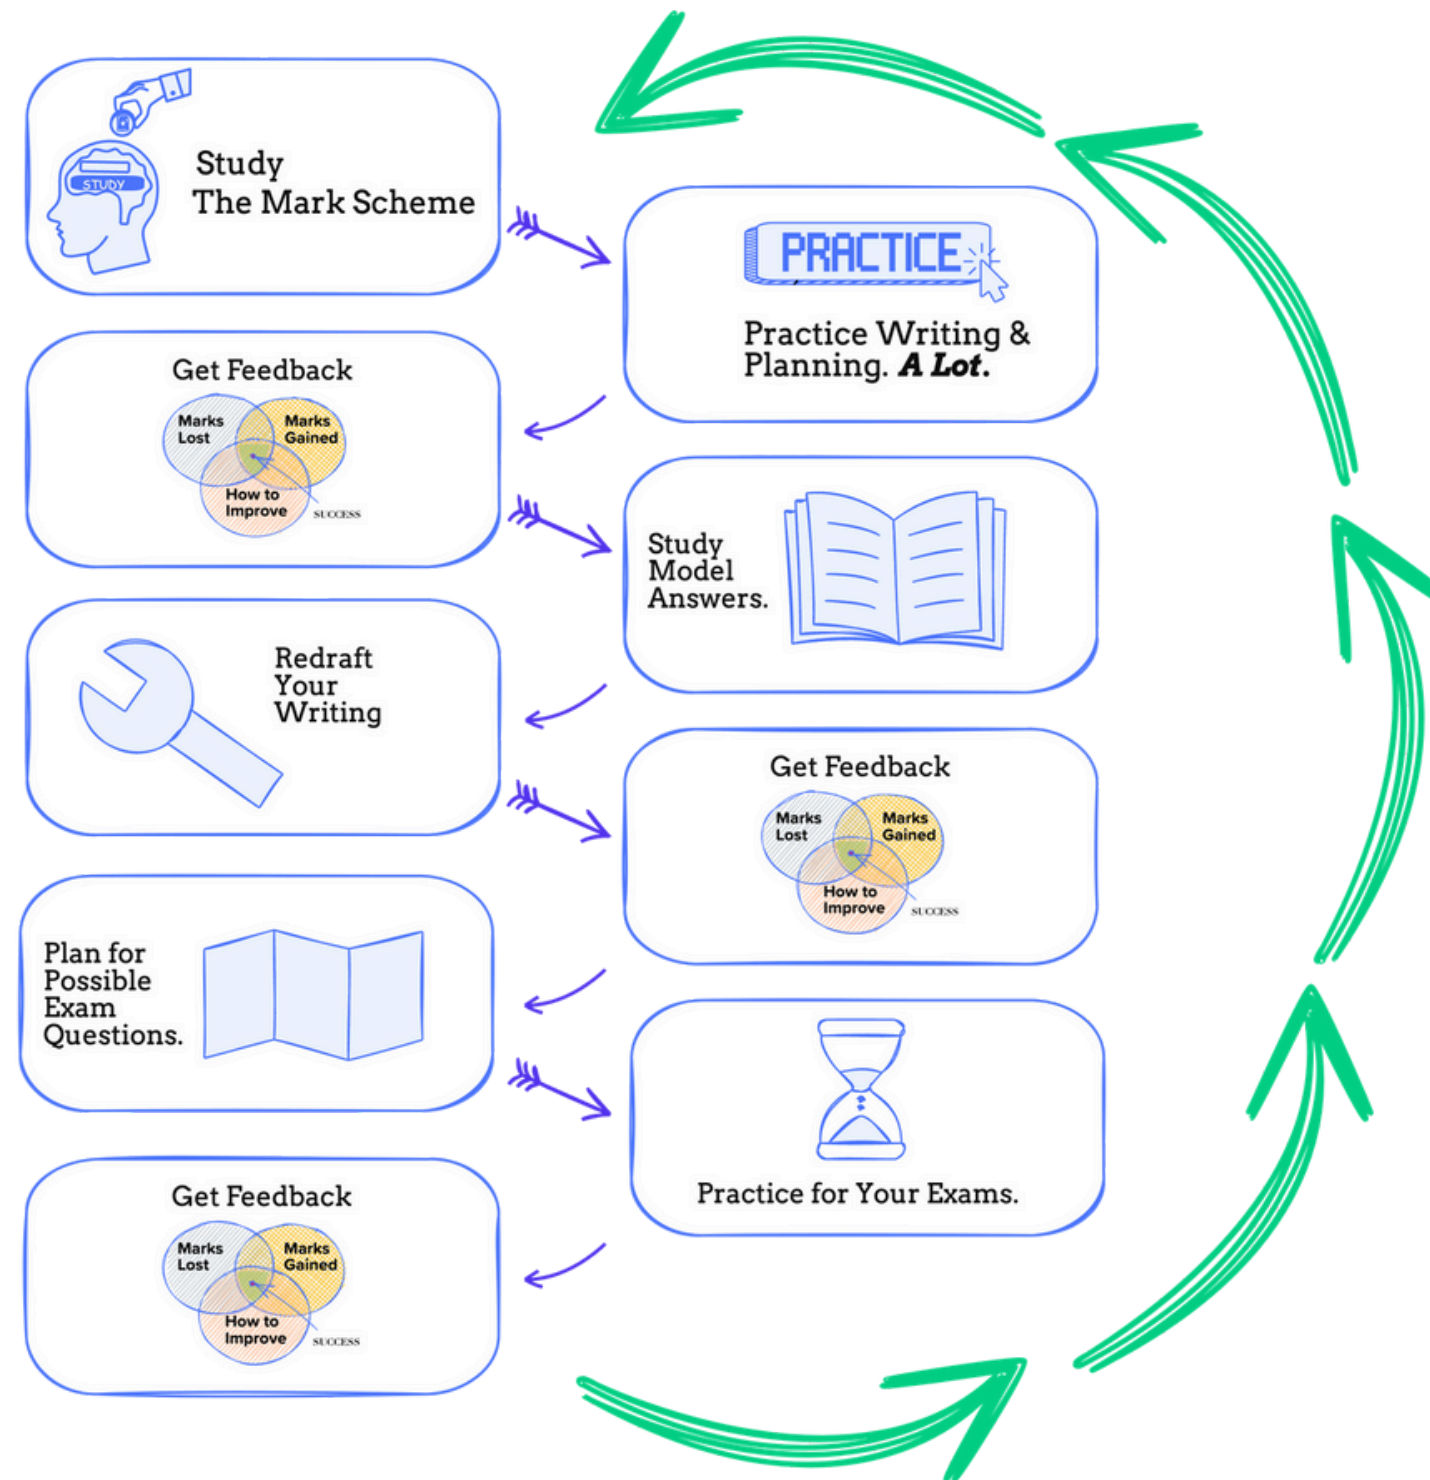 STUDY
Study
The Mark Scheme
PRACTICE
Practice Writing &
Planning. A Lot.
Get Feedback
Marks
Lost
Marks
Gained
How to
Improve
SUCCESS
Study
Model
Answers.
Redraft
Your
Writing
Get Feedback
Marks
Lost
Marks
Gained
How to
Improve
SUCCESS
Plan for
Possible
Exam
Questions.
Practice for Your Exams.
Get Feedback
Marks
Lost
Marks
Gained
How to
Improve
SUCCESS